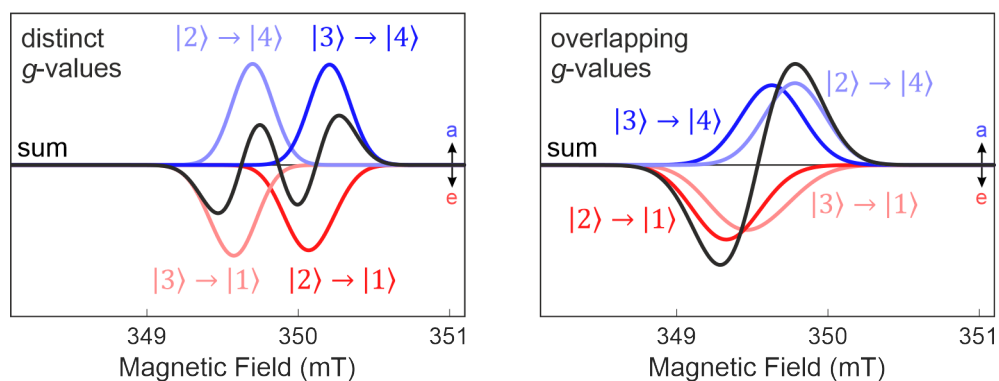 distinct
g-values
|2⟩ → |4⟩
|3⟩ → |4⟩
sum
a
e
|3⟩ → |1⟩
|2⟩ → |1⟩
349
350
351
Magnetic Field (mT)
overlapping
g-values
|2⟩ → |4⟩
|3⟩ → |4⟩
sum
a
e
|2⟩ → |1⟩
|3⟩ → |1⟩
349
350
351
Magnetic Field (mT)